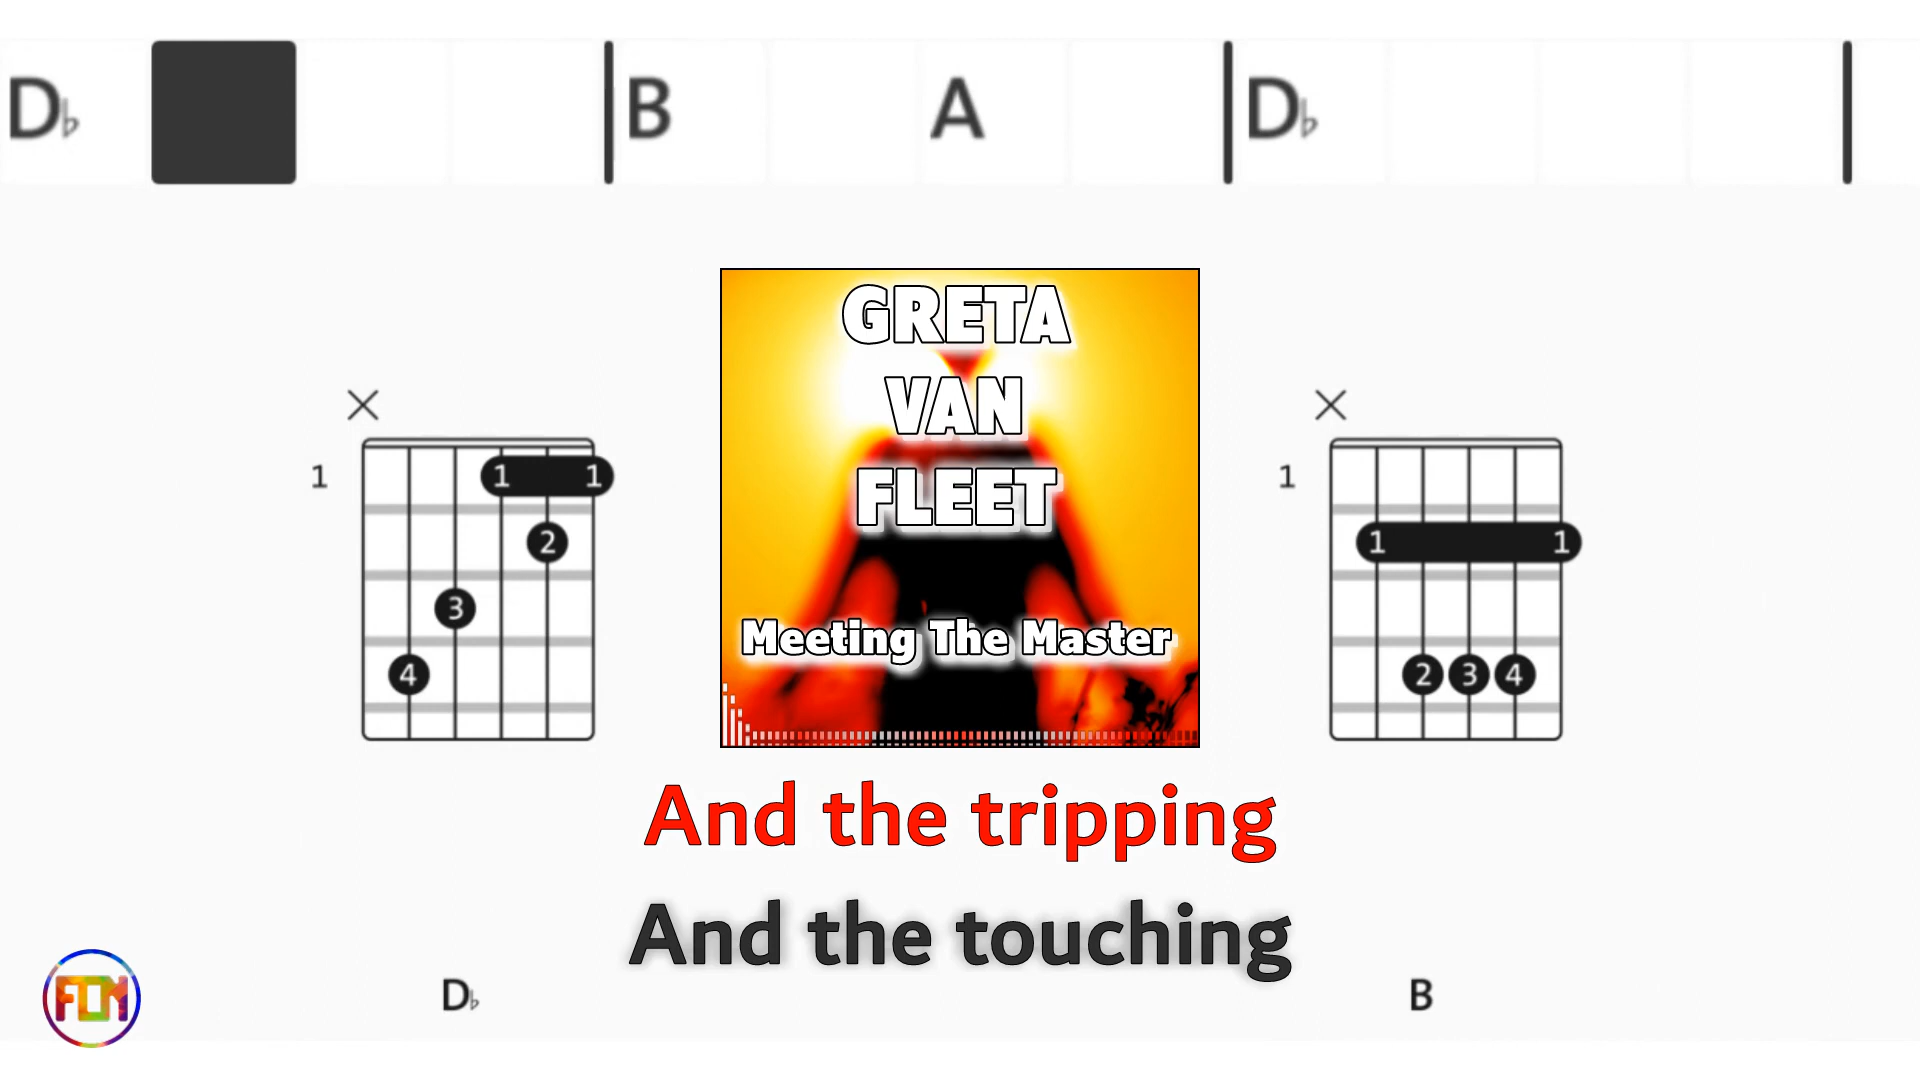 D♭ B A D♭
GRETA
VAN
FLEET
Meeting The Master
1 1 1
2
3
4
1
1 1
2 3 4
And the tripping
And the touching
FCM
D♭ B